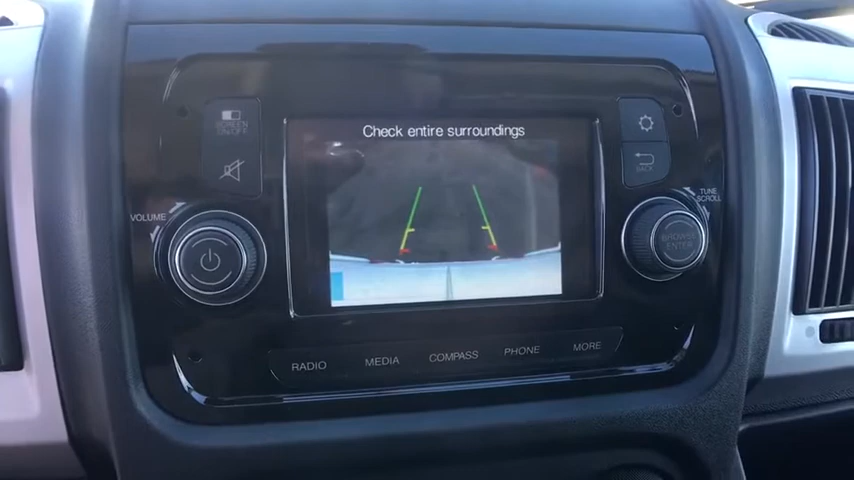 SCREEN
ON/OFF
Check entire surroundings
BACK
VOLUME
TUNE
SCROLL
BROWSE
ENTER
RADIO
MEDIA
COMPASS
PHONE
MORE